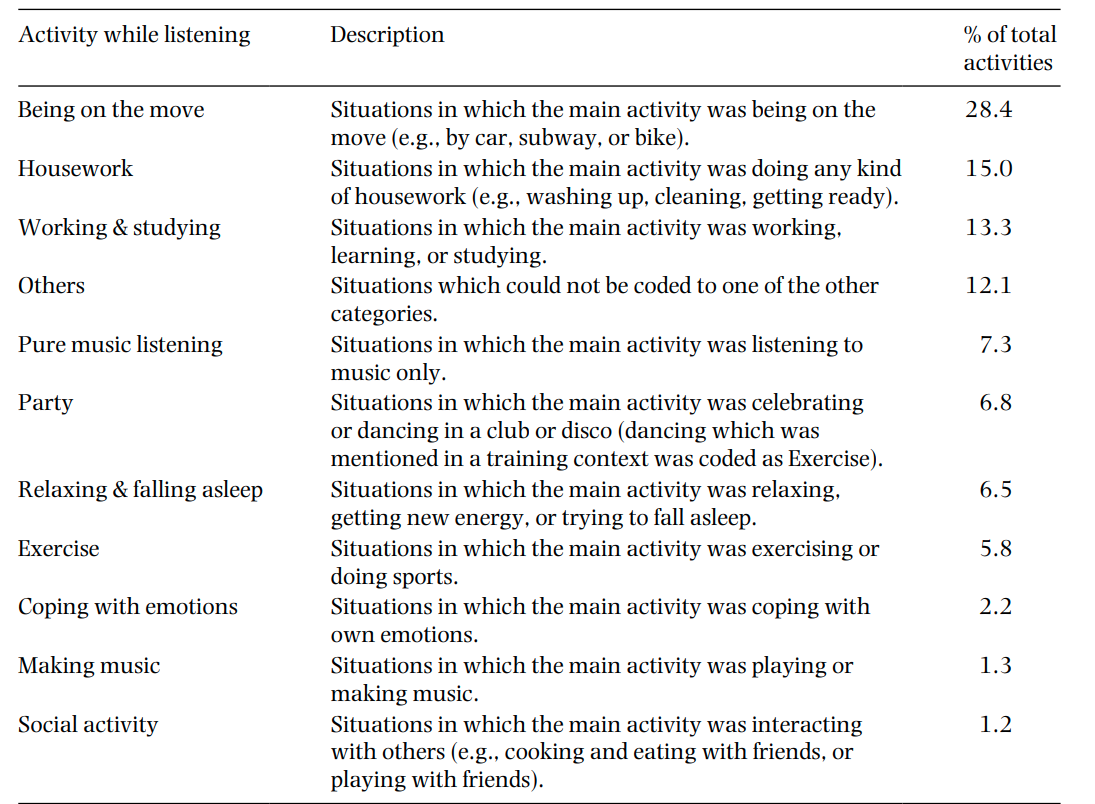 Activity while listening Description % of total
activities
Being on the move Situations in which the main activity was being on the 28.4
move (e.g., by car, subway, or bike).
Housework Situations in which the main activity was doing any kind 15.0
of housework (e.g., washing up, cleaning, getting ready).
Working & studying Situations in which the main activity was working, 13.3
learning, or studying.
Others Situations which could not be coded to one of the other 12.1
categories.
Pure music listening Situations in which the main activity was listening to 7.3
music only.
Party Situations in which the main activity was celebrating 6.8
or dancing in a club or disco (dancing which was
mentioned in a training context was coded as Exercise).
Relaxing & falling asleep Situations in which the main activity was relaxing, 6.5
getting new energy, or trying to fall asleep.
Exercise Situations in which the main activity was exercising or 5.8
doing sports.
Coping with emotions Situations in which the main activity was coping with 2.2
own emotions.
Making music Situations in which the main activity was playing or 1.3
making music.
Social activity Situations in which the main activity was interacting 1.2
with others (e.g., cooking and eating with friends, or
playing with friends).